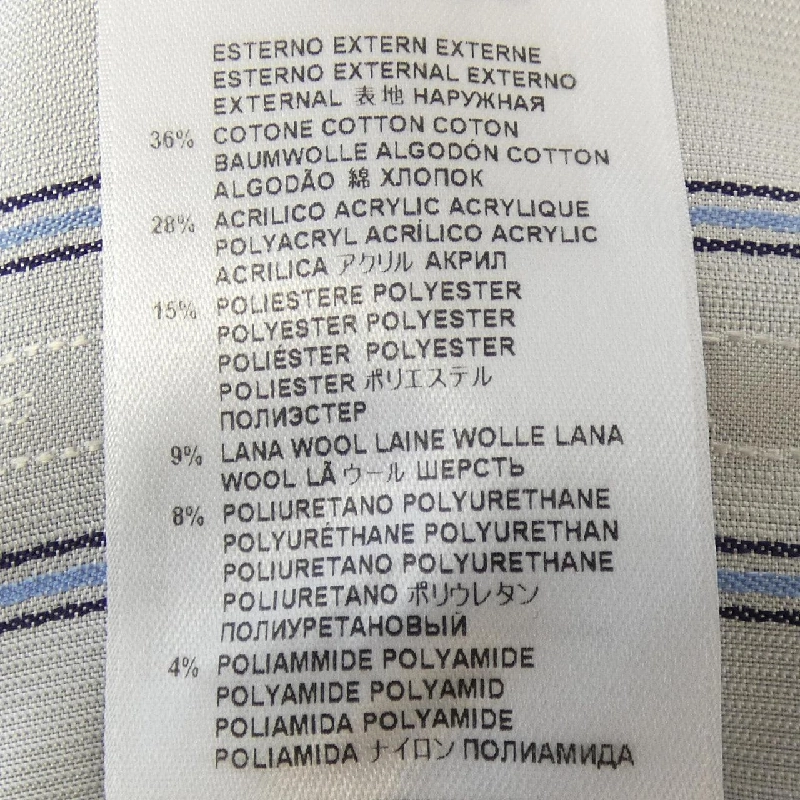 ESTERNO EXTERN EXTERNE
ESTERNO EXTERNAL EXTERNO
EXTERNAL 表地 НАРУЖНАЯ
36% COTONE COTTON COTON
BAUMWOLLE ALGODÓN COTTON
ALGODÃO 綿 ХЛОПОК
28% ACRILICO ACRYLIC ACRYLIQUE
POLYACRYL ACRÍLICO ACRYLIC
ACRILICA アクリル АКРИЛ
15% POLIESTERE POLYESTER
POLYESTER POLYESTER
POLIÉSTER POLYESTER
POLIESTER ポリエステル
ПОЛИЭСТЕР
9% LANA WOOL LAINE WOLLE LANA
WOOL LÃ ウール ШЕРСТЬ
8% POLIURETANO POLYURETHANE
POLYURÉTHANE POLYURETHAN
POLIURETANO POLYURETHANE
POLIURETANO ポリウレタン
ПОЛИУРЕТАНОВЫЙ
4% POLIAMMIDE POLYAMIDE
POLYAMIDE POLYAMID
POLIAMIDA POLYAMIDE
POLIAMIDA ナイロン ПОЛИАМИДА